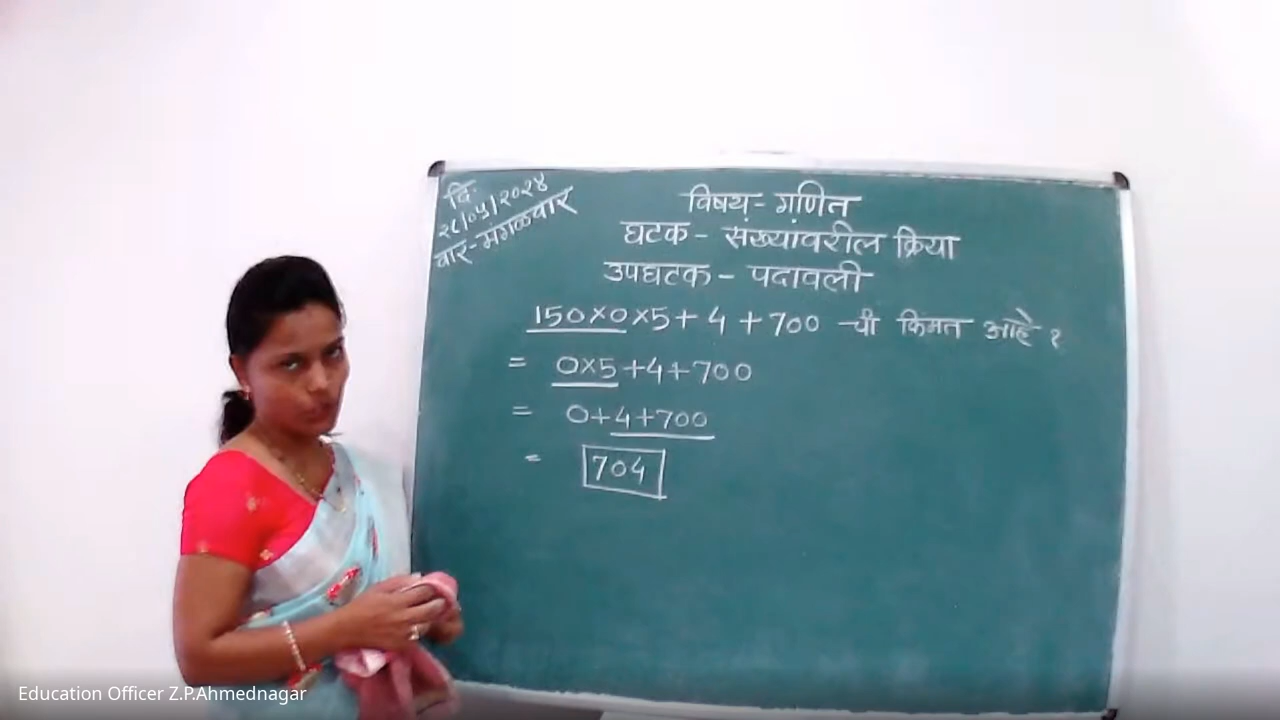 दि.
२८/०५/२०२४
वार-मंगळवार
विषय- गणित
घटक - संख्यांवरील क्रिया
उपघटक - पदावली
150×0×5+4+700 ची किंमत आहे ?
= 0×5+4+700
= 0+4+700
= 704
Education Officer Z.P.Ahmednagar